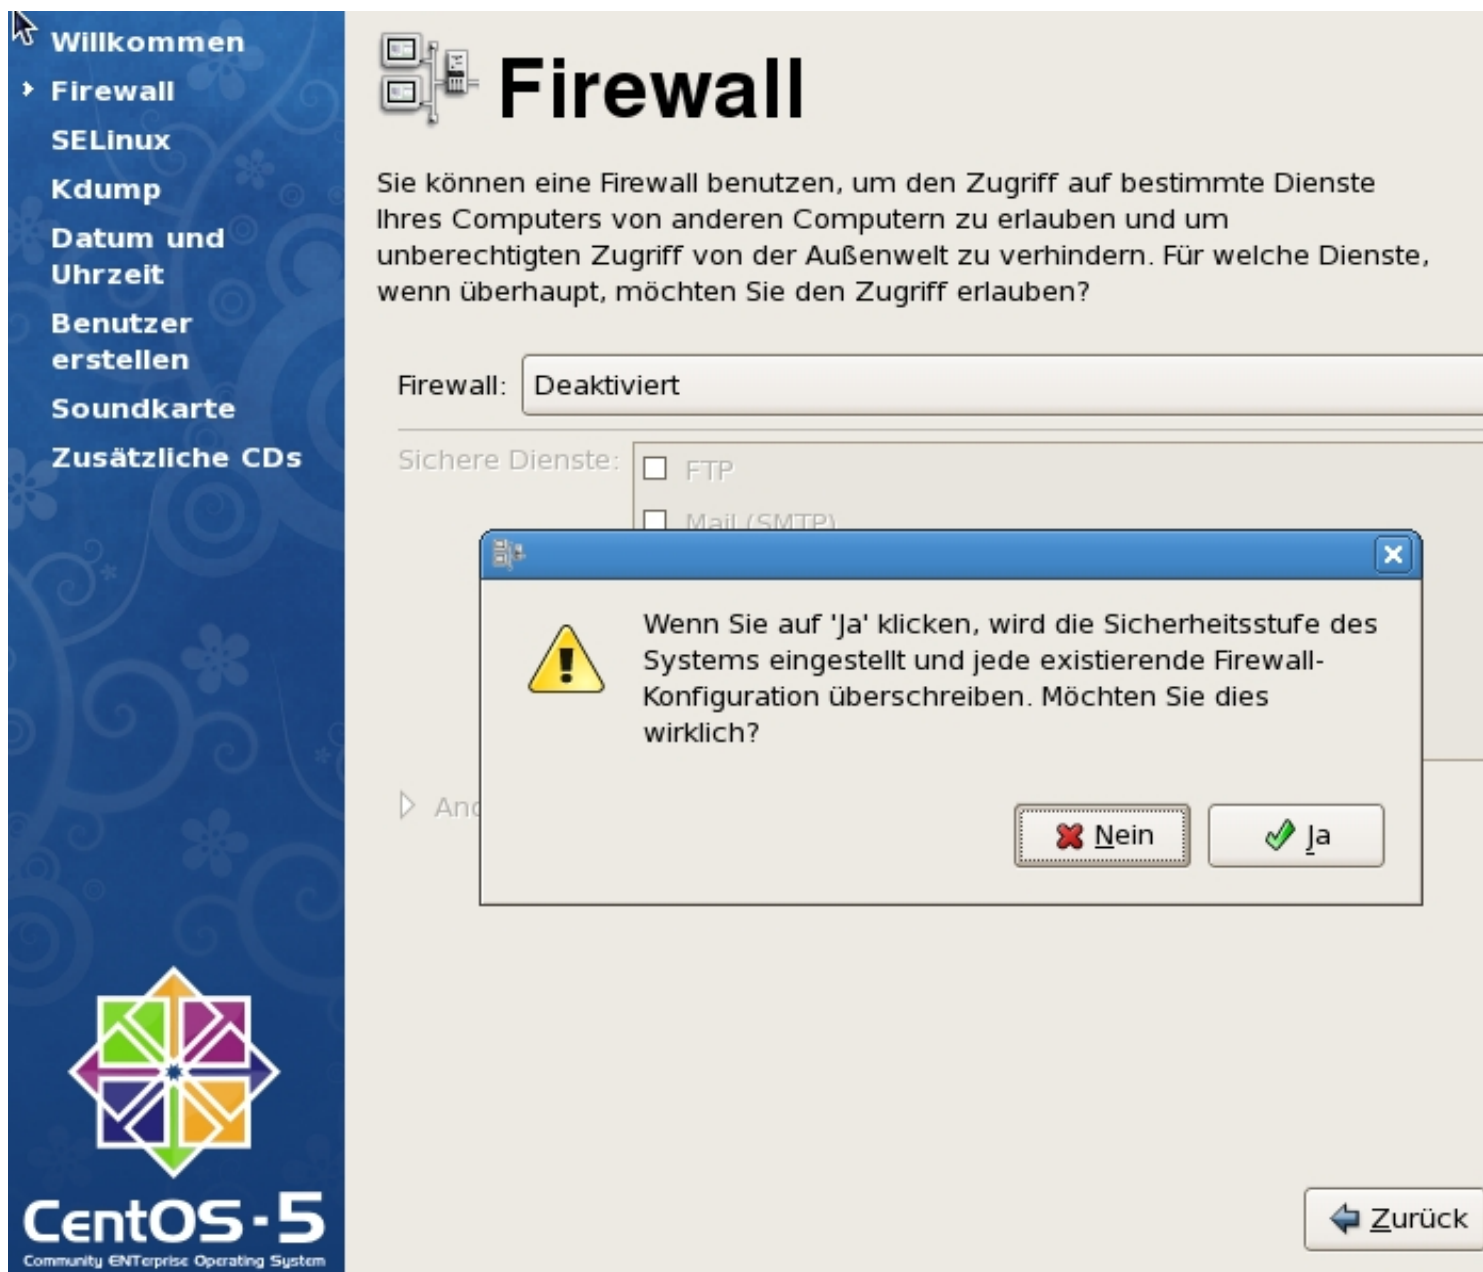 Willkommen
Firewall
SELinux
Kdump
Datum und
Uhrzeit
Benutzer
erstellen
Soundkarte
Zusätzliche CDs
CentOS-5
Community ENTerprise Operating System
Firewall
Sie können eine Firewall benutzen, um den Zugriff auf bestimmte Dienste
Ihres Computers von anderen Computern zu erlauben und um
unberechtigten Zugriff von der Außenwelt zu verhindern. Für welche Dienste,
wenn überhaupt, möchten Sie den Zugriff erlauben?
Firewall: Deaktiviert
Sichere Dienste: FTP
Mail (SMTP)
Wenn Sie auf 'Ja' klicken, wird die Sicherheitsstufe des
Systems eingestellt und jede existierende Firewall-
Konfiguration überschreiben. Möchten Sie dies
wirklich?
Nein Ja
Zurück